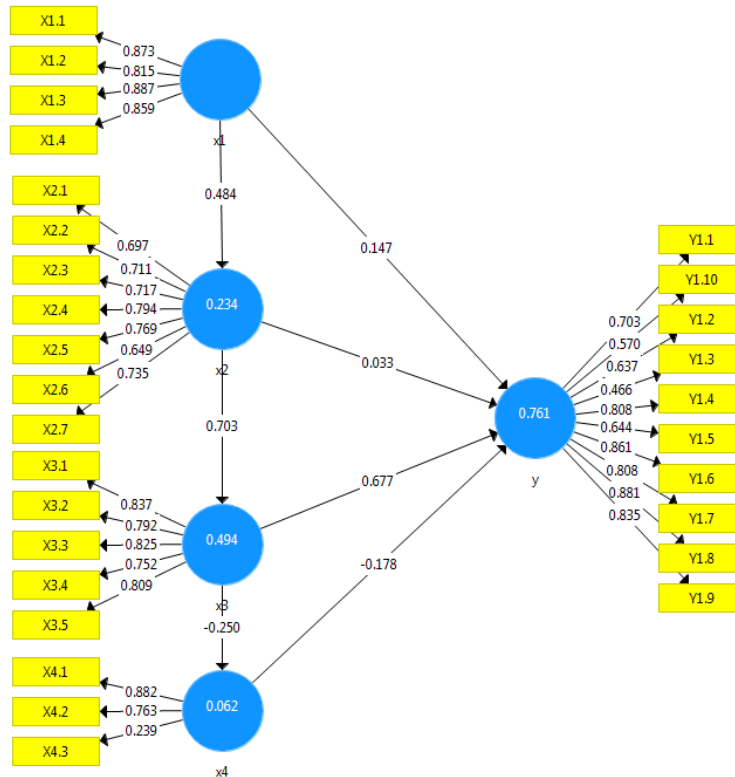 X1.1
X1.2
X1.3
X1.4
0.873
0.815
0.887
0.859
x1
0.484
0.147
X2.1
X2.2
X2.3
X2.4
X2.5
X2.6
X2.7
0.697
0.711
0.717
0.794
0.769
0.649
0.735
0.234
x2
0.033
0.703
X3.1
X3.2
X3.3
X3.4
X3.5
0.837
0.792
0.825
0.752
0.809
0.494
x3
0.677
-0.250
-0.178
X4.1
X4.2
X4.3
0.882
0.763
0.239
0.062
x4
0.761
y
0.703
0.570
0.637
0.466
0.808
0.644
0.861
0.808
0.881
0.835
Y1.1
Y1.10
Y1.2
Y1.3
Y1.4
Y1.5
Y1.6
Y1.7
Y1.8
Y1.9